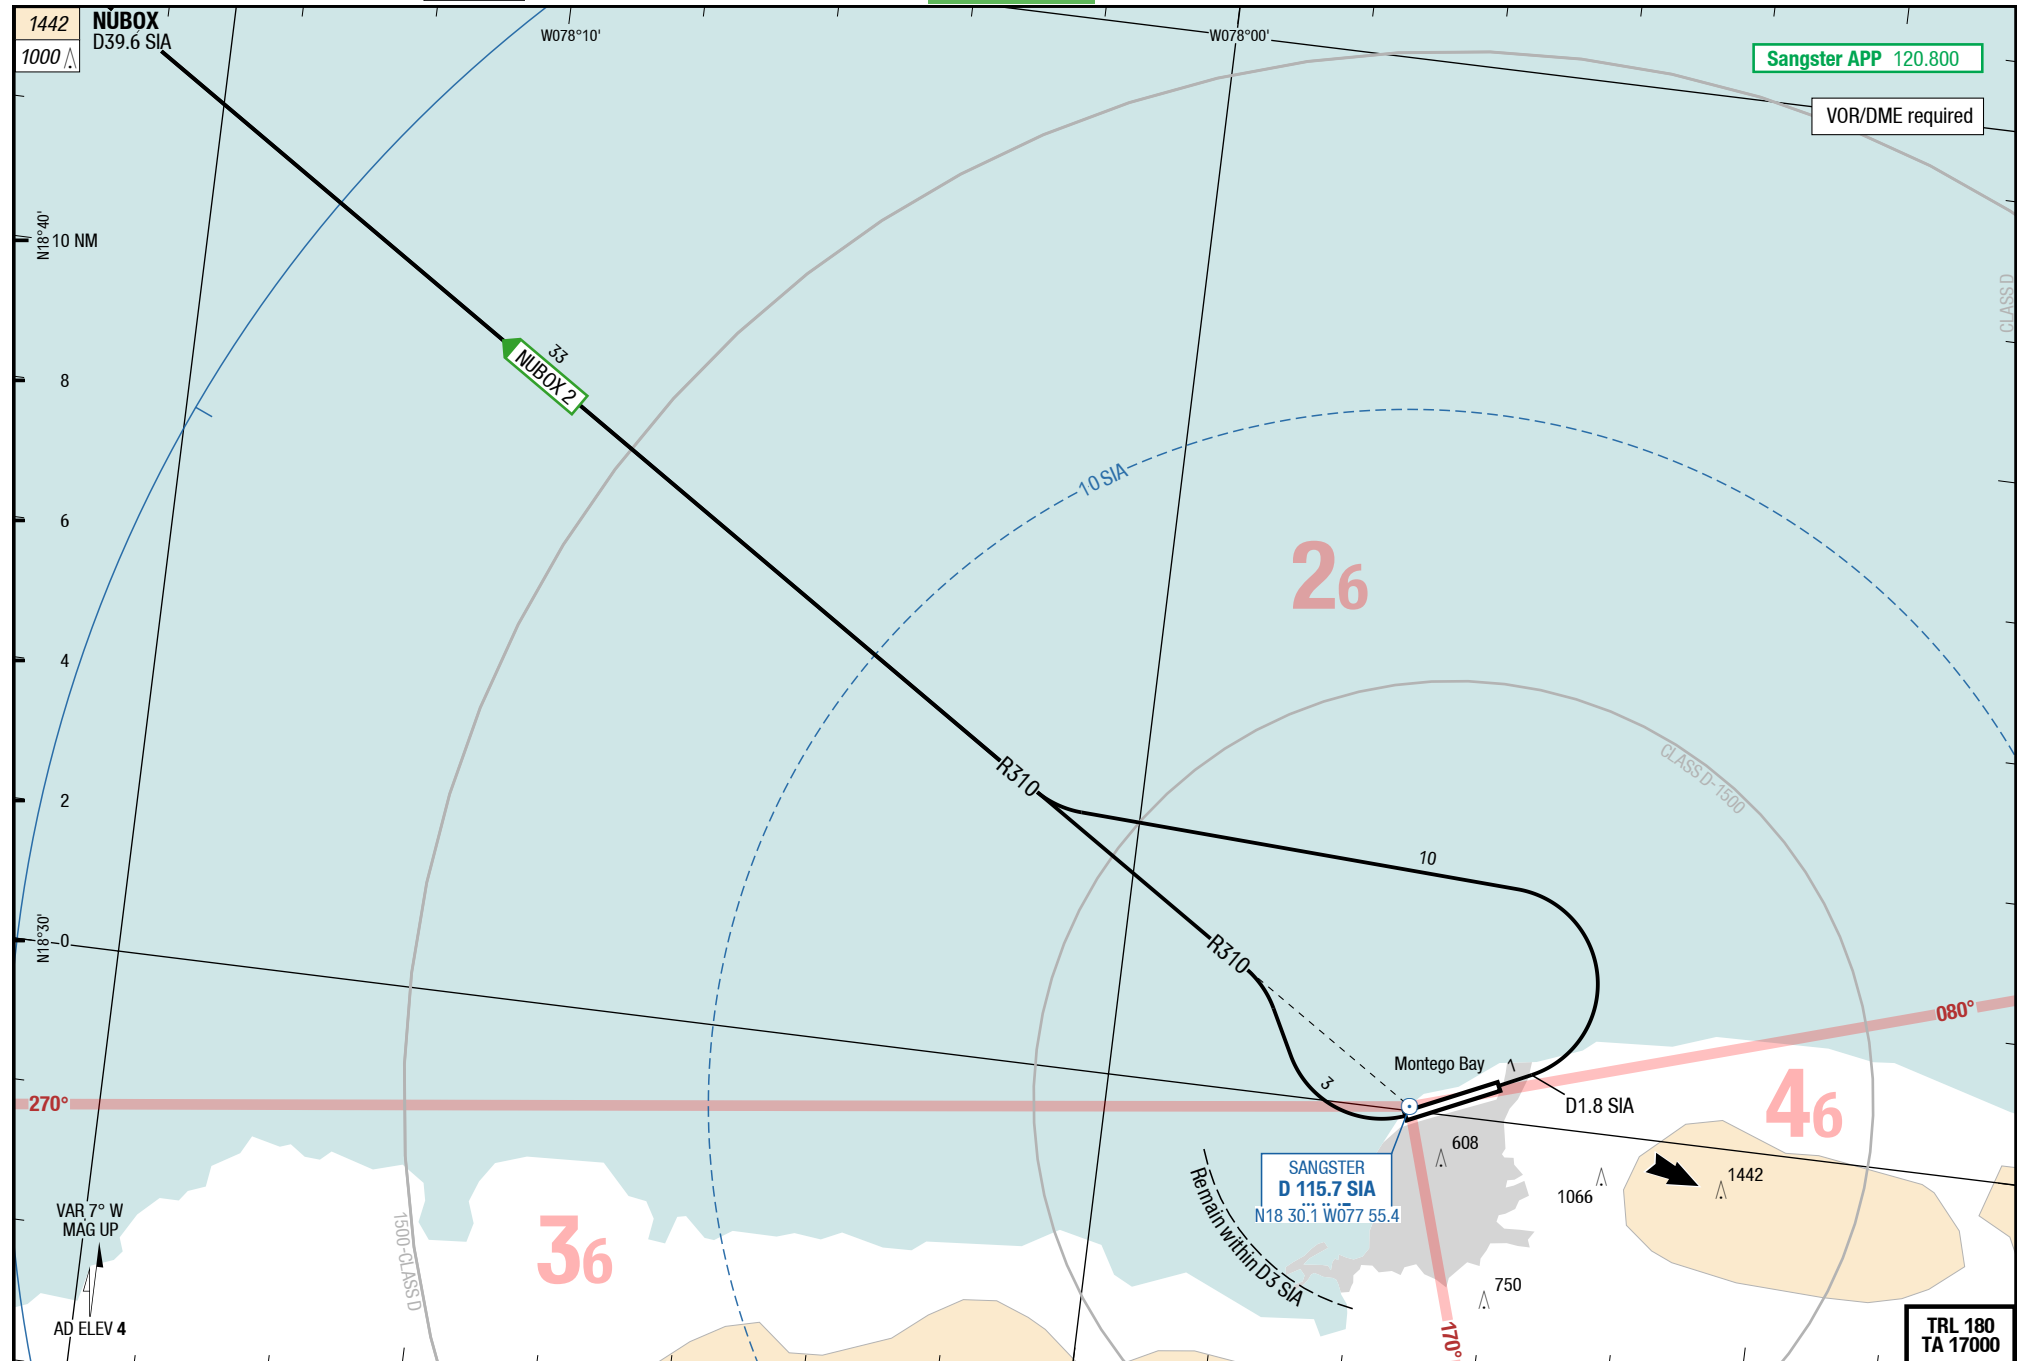 1442
1000
NUBOX
D39.6 SIA
W078°10'
W078°00'
Sangster APP 120.800
VOR/DME required
N18°40'
10 NM
CLASS D
33
NUBOX 2
8
10 SIA
6
26
4
R310
CLASS D-1500
2
10
N18°30'
0
R310
080°
Montego Bay
1
3
270°
D1.8 SIA
46
608
SANGSTER
D 115.7 SIA
N18 30.1 W077 55.4
1442
1066
Remain within D3 SIA
VAR 7° W
MAG UP
1500-CLASS D
36
750
AD ELEV 4
170°
TRL 180
TA 17000